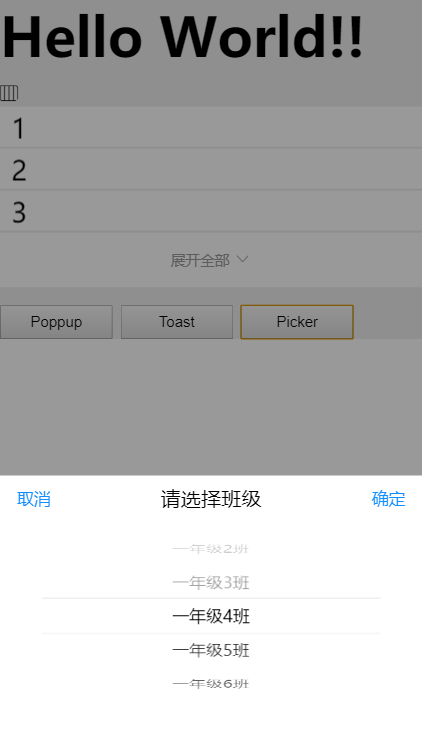 Hello World!!
1
2
3
展开全部
Poppup Toast Picker
取消 请选择班级 确定
一年级2班
一年级3班
一年级4班
一年级5班
一年级6班